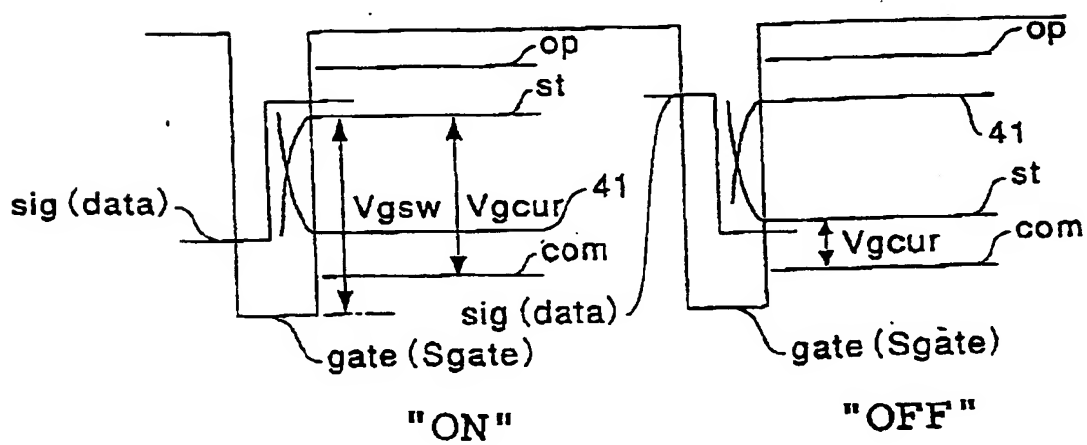 op
st
41
Vgsw
Vgcur
com
sig (data)
gate (Sgate)
"ON"
op
41
st
Vgcur
com
sig (data)
gate (Sgàte)
"OFF"